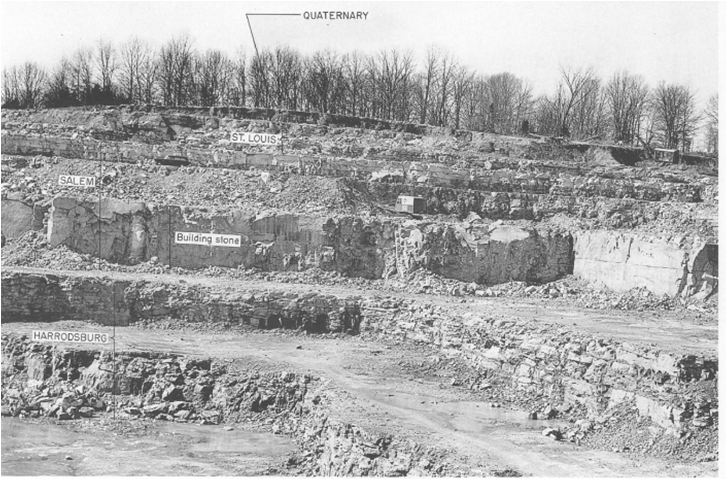 QUATERNARY
ST. LOUIS
SALEM
Building stone
HARRODSBURG